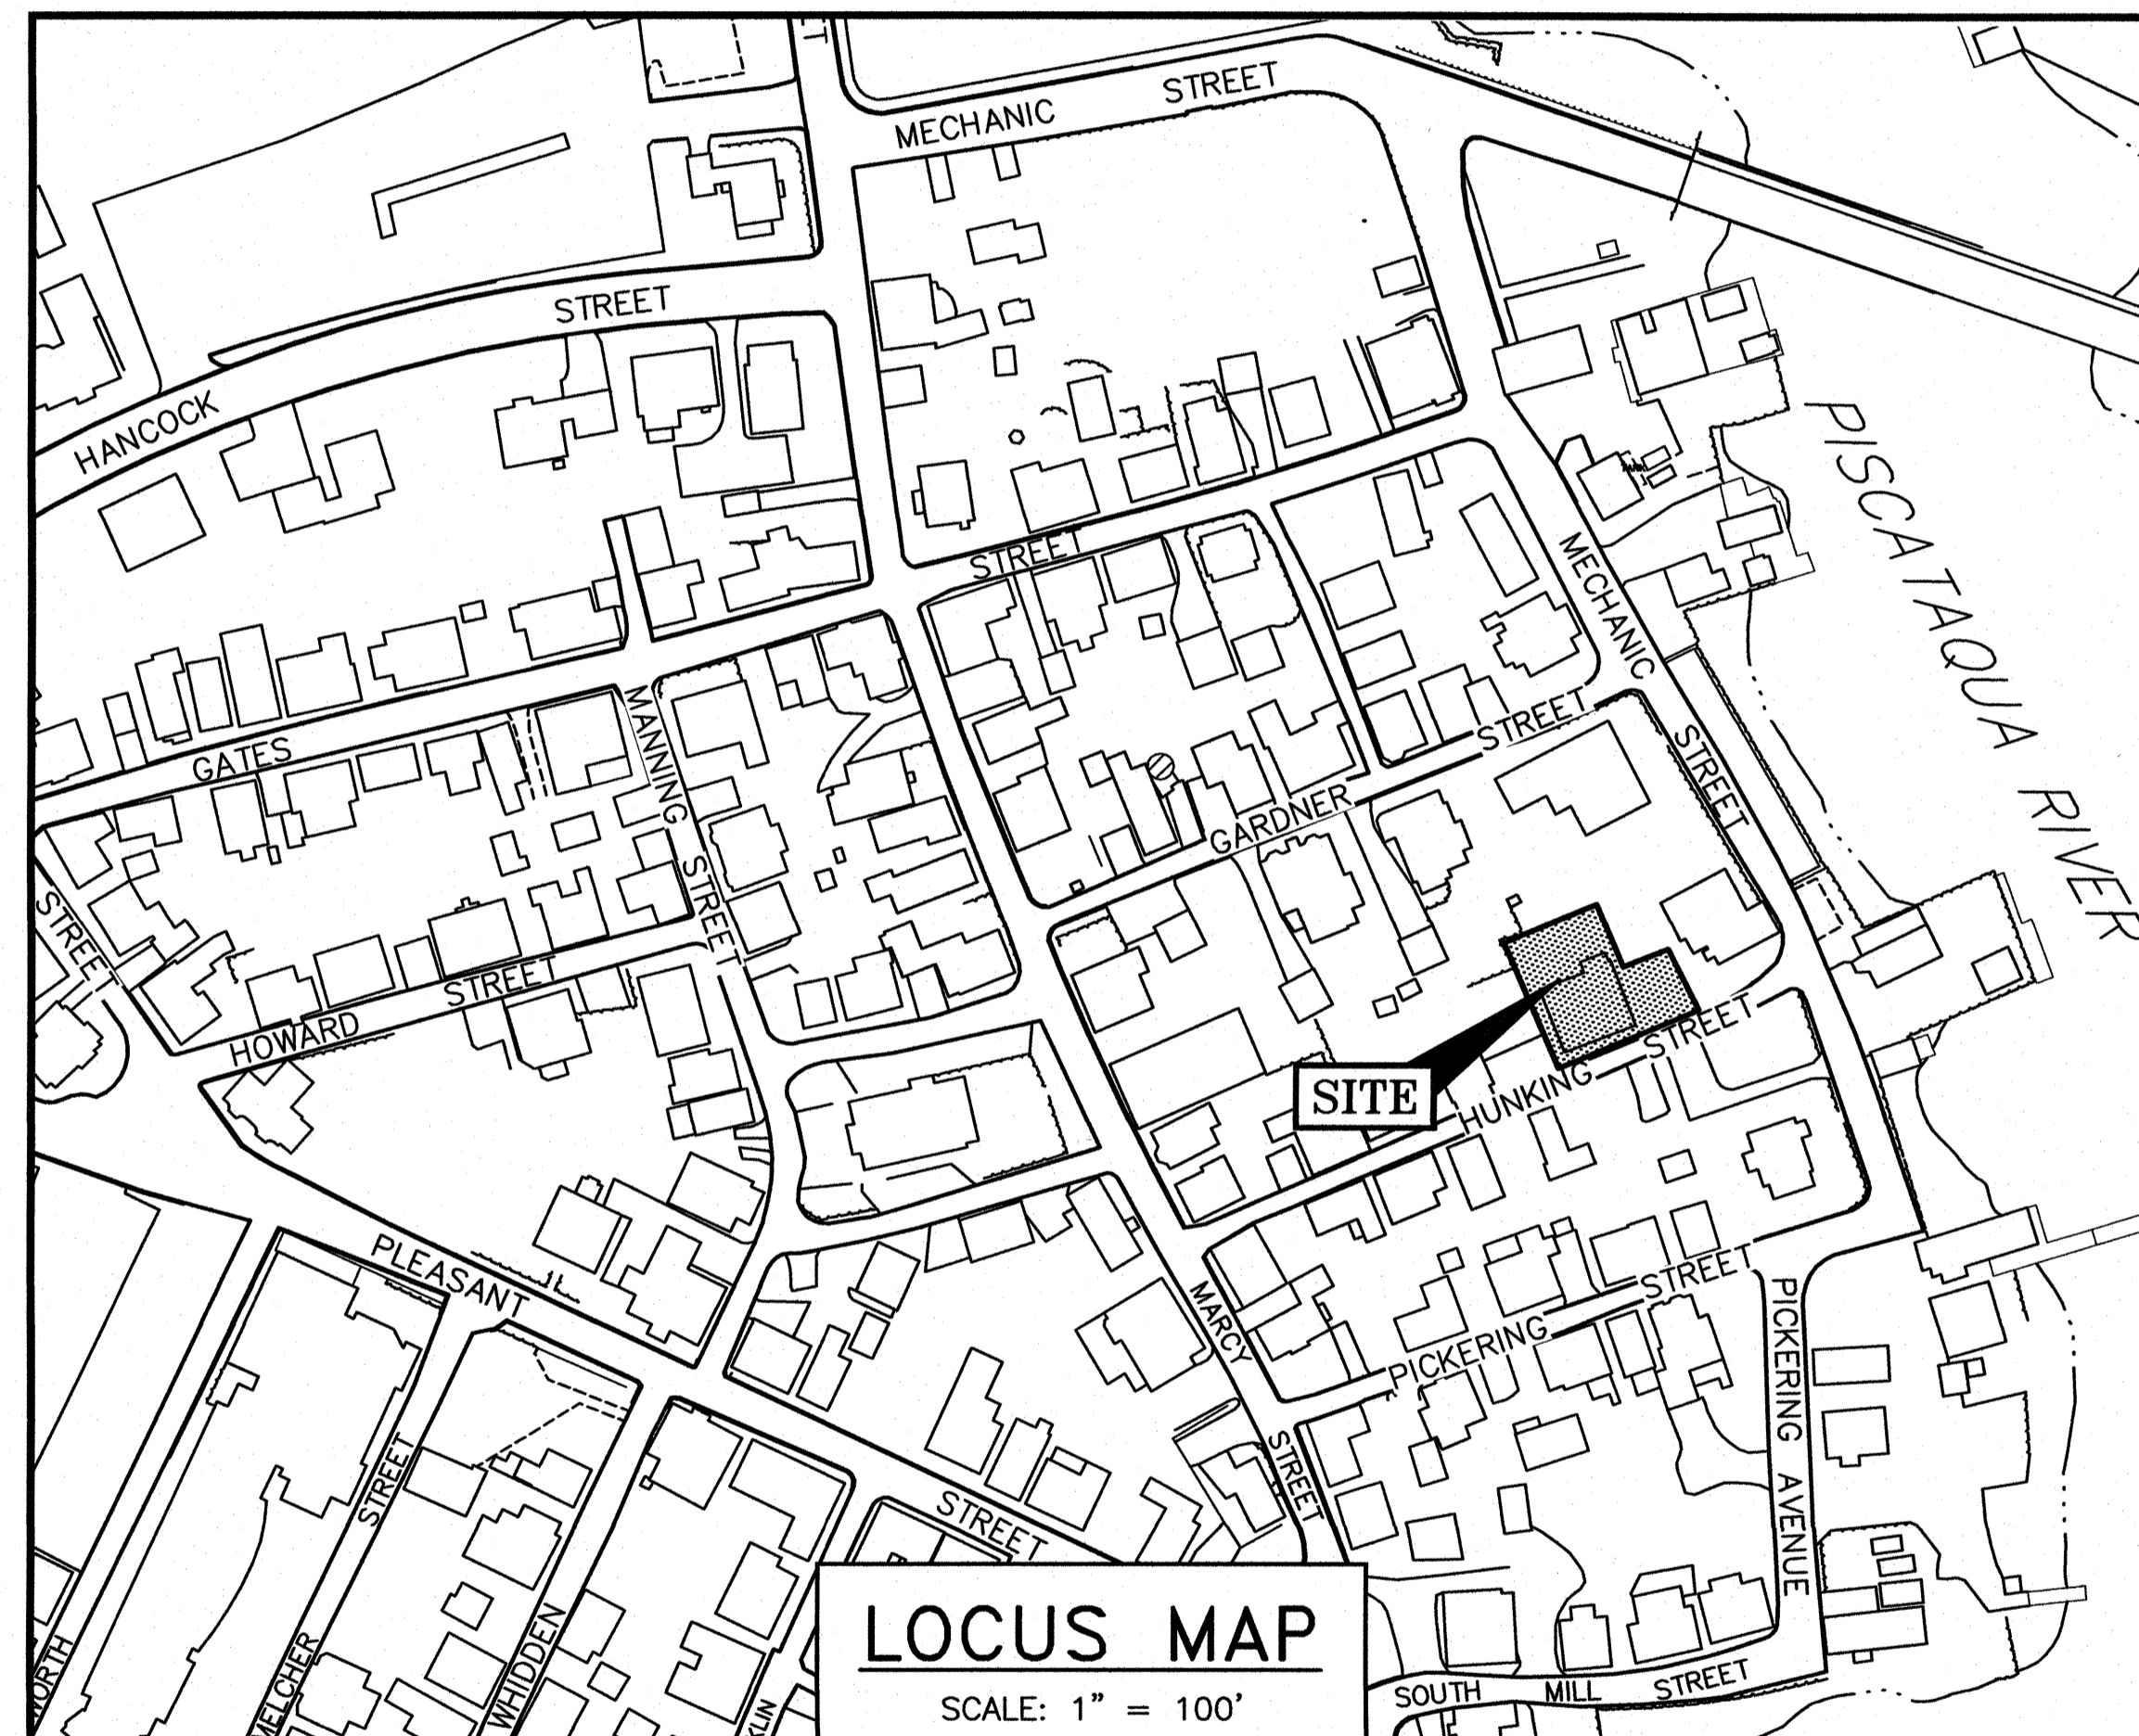 MECHANIC STREET
HANCOCK STREET
STREET
MECHANIC STREET
PISCATAQUA RIVER
GATES
MANNING STREET
GARDNER STREET
STREET
HOWARD STREET
SITE
HUNKING STREET
PLEASANT STREET
MARCY STREET
PICKERING STREET
PICKERING AVENUE
STREET
MELCHER
WHIDDEN
LOCUS MAP
SCALE: 1" = 100'
SOUTH MILL STREET